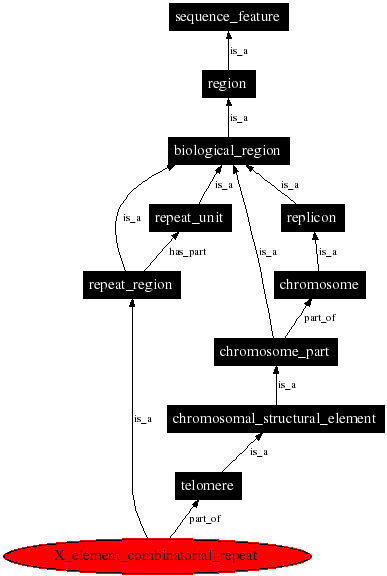 sequence_feature
is_a
region
is_a
biological_region
is_a
is_a
repeat_unit
replicon
is_a
has_part
is_a
is_a
repeat_region
chromosome
part_of
chromosome_part
is_a
is_a
chromosomal_structural_element
is_a
telomere
part_of
X_element_combinatorial_repeat